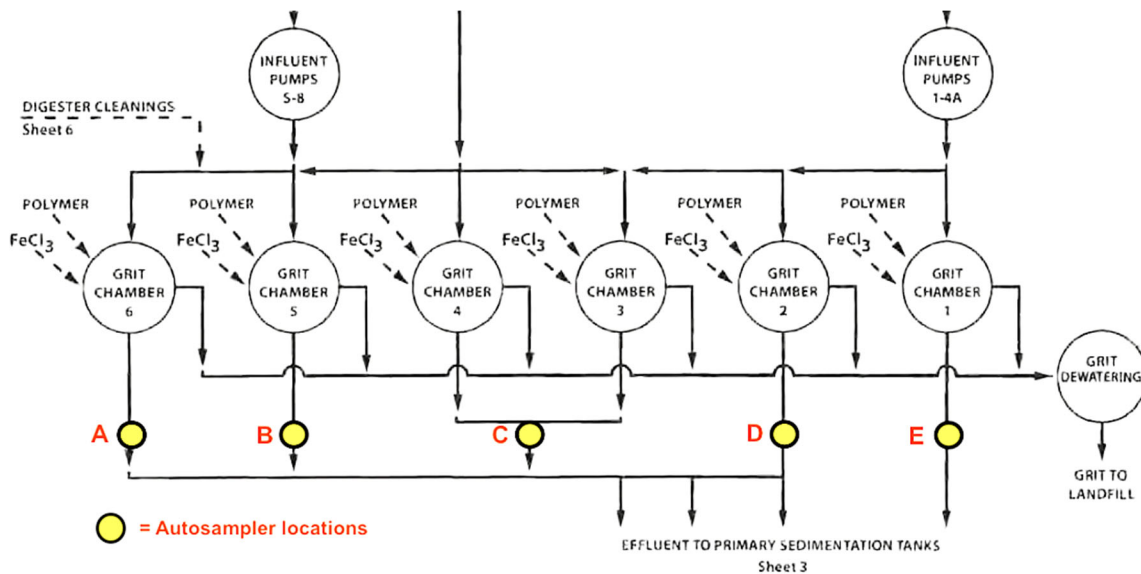 INFLUENT
PUMPS
S-8
INFLUENT
PUMPS
1-4A
DIGESTER CLEANINGS
Sheet 6
POLYMER
FeCl3
POLYMER
FeCl3
POLYMER
FeCl3
POLYMER
FeCl3
POLYMER
FeCl3
POLYMER
FeCl3
GRIT
CHAMBER
6
GRIT
CHAMBER
5
GRIT
CHAMBER
4
GRIT
CHAMBER
3
GRIT
CHAMBER
2
GRIT
CHAMBER
1
GRIT
DEWATERING
A
B
C
D
E
GRIT TO
LANDFILL
= Autosampler locations
EFFLUENT TO PRIMARY SEDIMENTATION TANKS
Sheet 3